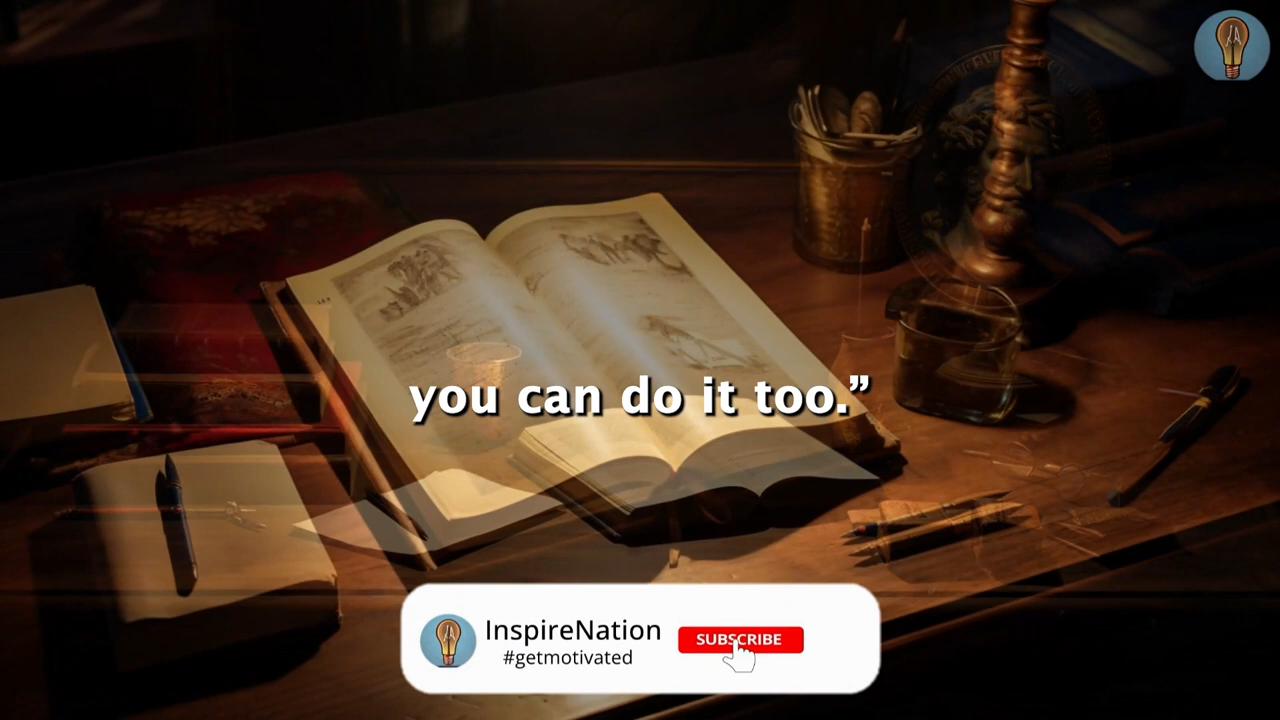 you can do it too.”
InspireNation
#getmotivated
SUBSCRIBE